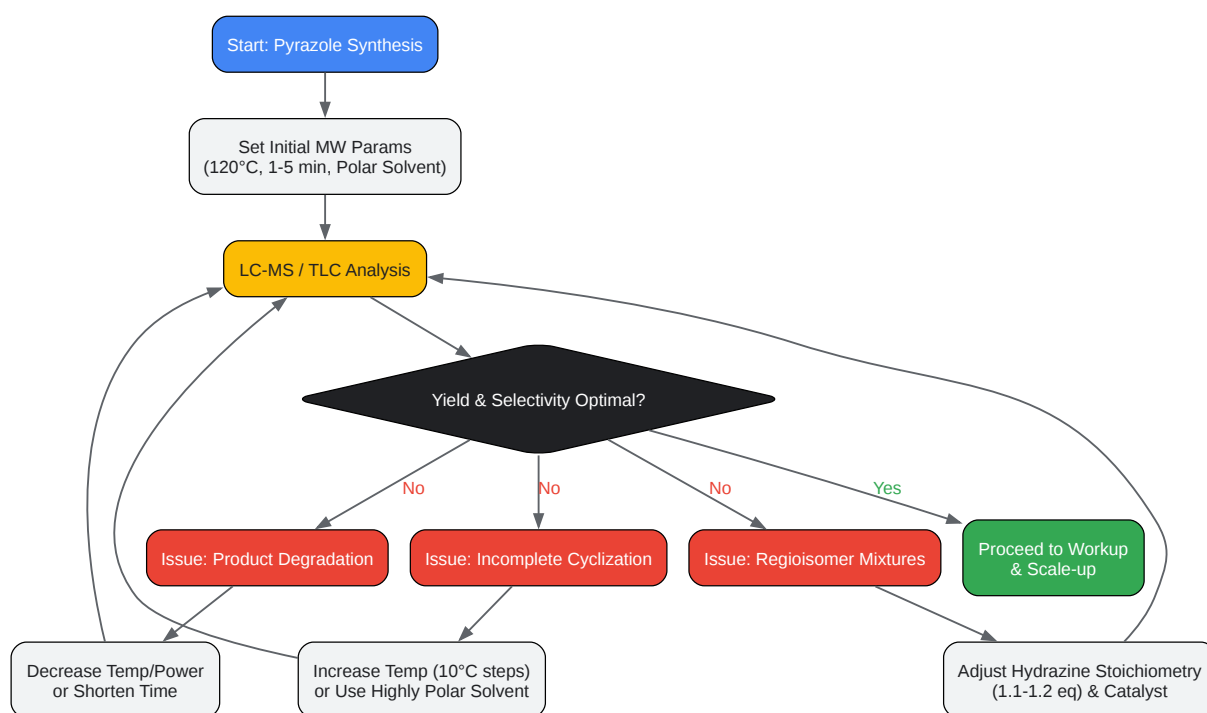 Start: Pyrazole Synthesis
Set Initial MW Params
(120°C, 1-5 min, Polar Solvent)
LC-MS / TLC Analysis
Yield & Selectivity Optimal?
No
No
No
Yes
Issue: Product Degradation
Issue: Incomplete Cyclization
Issue: Regioisomer Mixtures
Proceed to Workup
& Scale-up
Decrease Temp/Power
or Shorten Time
Increase Temp (10°C steps)
or Use Highly Polar Solvent
Adjust Hydrazine Stoichiometry
(1.1-1.2 eq) & Catalyst